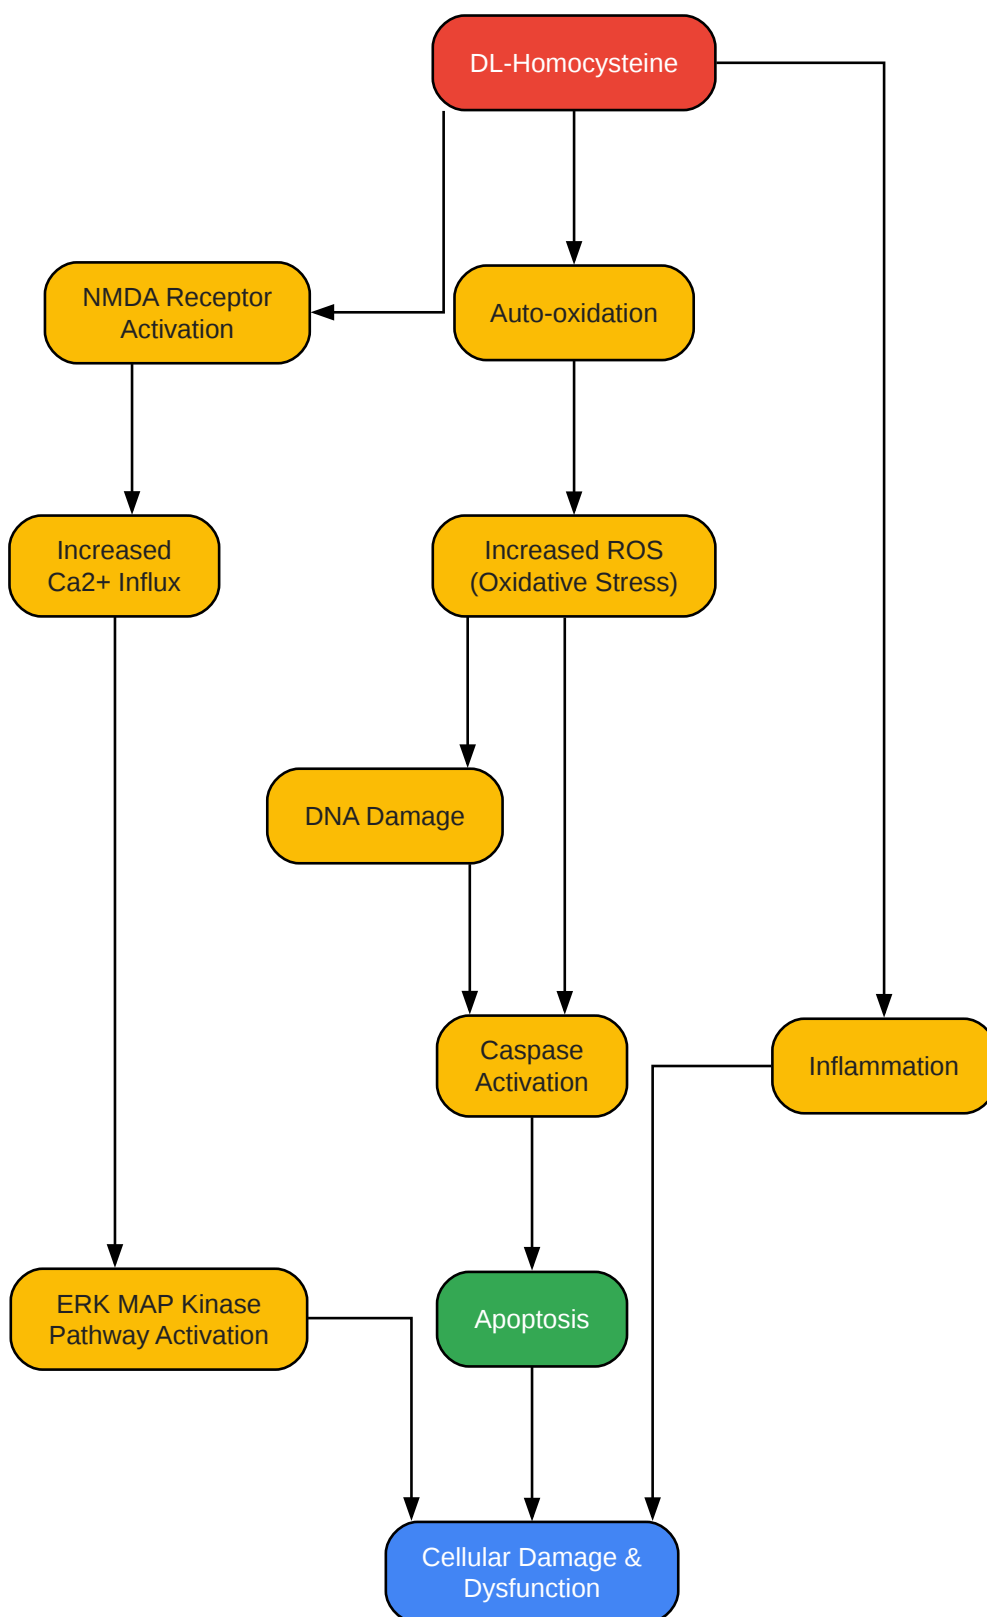 DL-Homocysteine
NMDA Receptor
Activation
Auto-oxidation
Increased
Ca2+ Influx
Increased ROS
(Oxidative Stress)
DNA Damage
Caspase
Activation
Inflammation
ERK MAP Kinase
Pathway Activation
Apoptosis
Cellular Damage &
Dysfunction